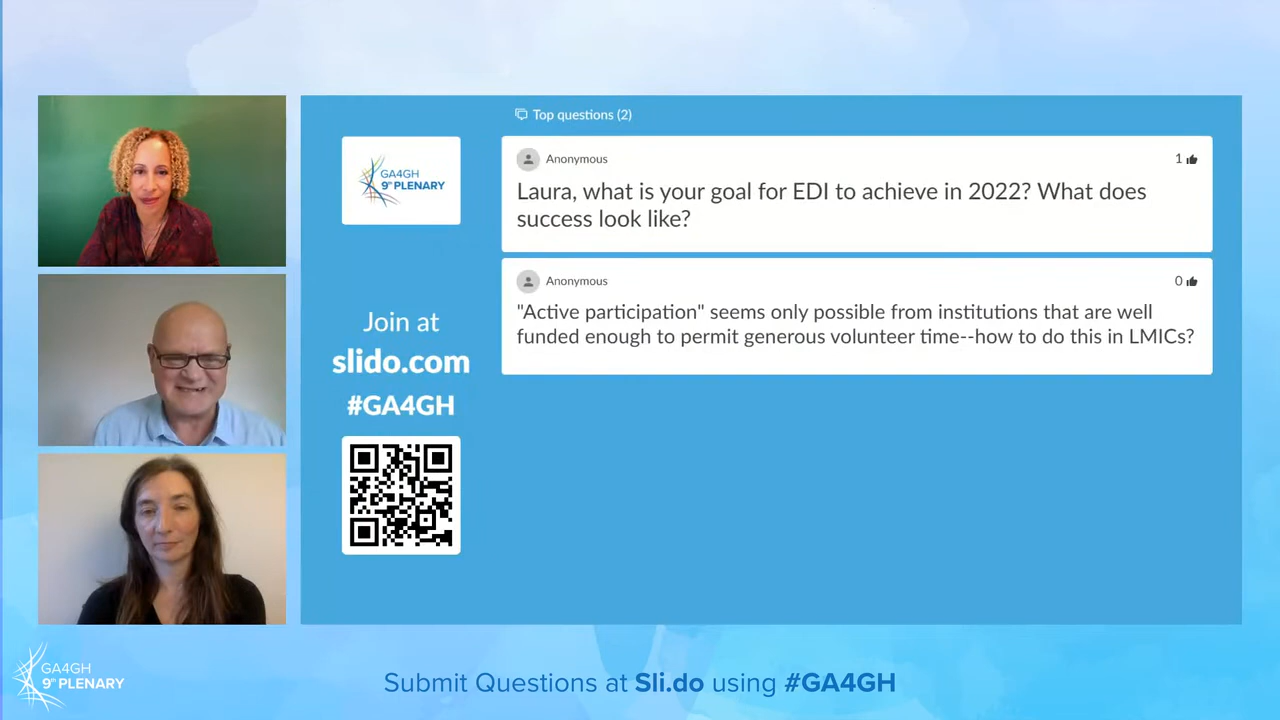 Top questions (2)
GA4GH
9th PLENARY
Anonymous
1
Laura, what is your goal for EDI to achieve in 2022? What does
success look like?
Anonymous
0
"Active participation" seems only possible from institutions that are well
funded enough to permit generous volunteer time--how to do this in LMICs?
Join at
slido.com
#GA4GH
GA4GH
9th PLENARY
Submit Questions at Sli.do using #GA4GH